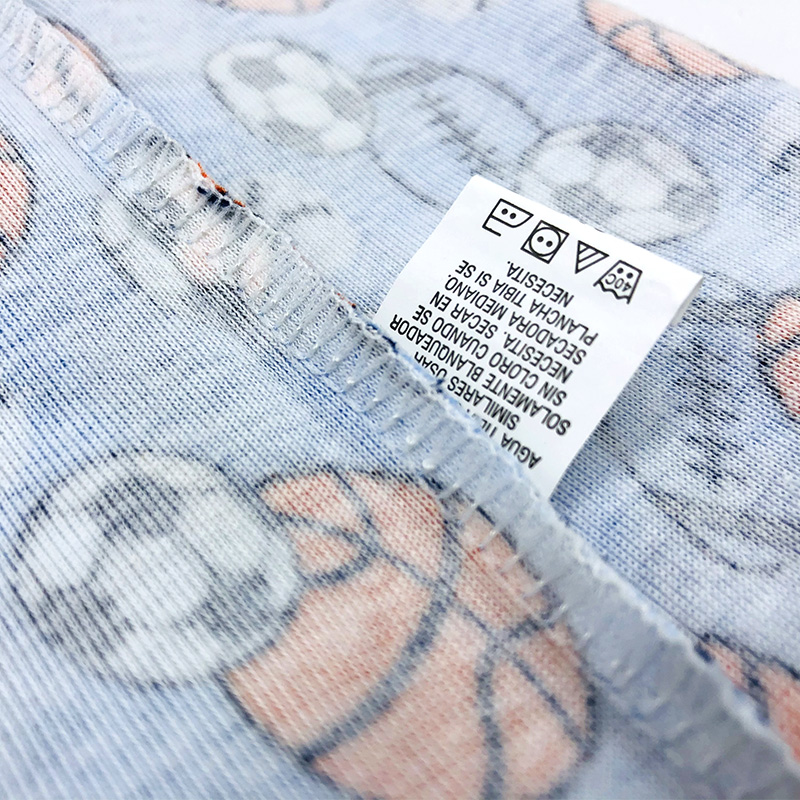 AGUA
SIMILARES USAR
SOLAMENTE BLANQUEADOR
SIN CLORO CUANDO SE
NECESITA. SECAR EN
SECADORA MEDIANO.
PLANCHA TIBIA SI SE
NECESITA.
40C